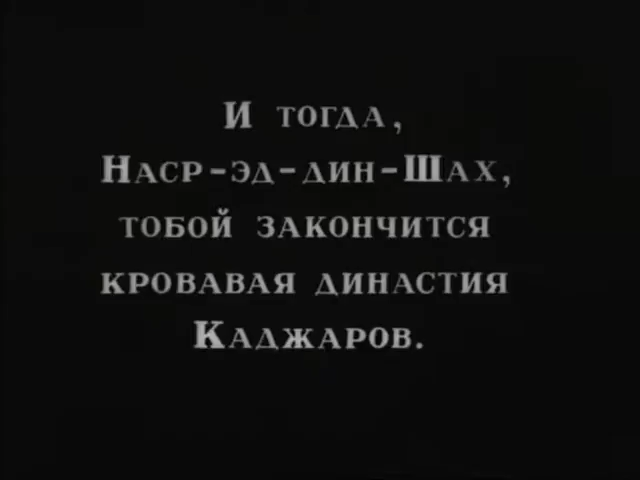 И тогда,
Наср-эд-дин-Шах,
тобой закончится
кровавая династия
Каджаров.